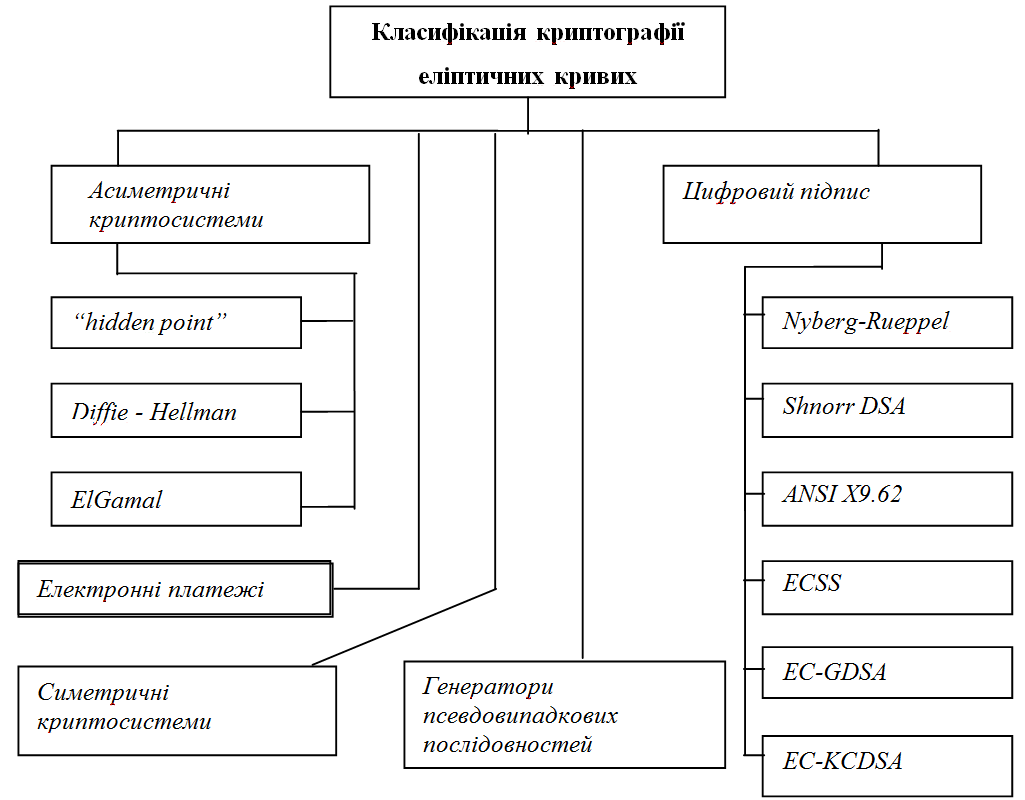 Класифікація криптографії
еліптичних кривих
Асиметричні
криптосистеми
“hidden point”
Diffie - Hellman
ElGamal
Електронні платежі
Симетричні
криптосистеми
Генератори
псевдовипадкових
послідовностей
Цифровий підпис
Nyberg-Rueppel
Shnorr DSA
ANSI X9.62
ECSS
EC-GDSA
EC-KCDSA